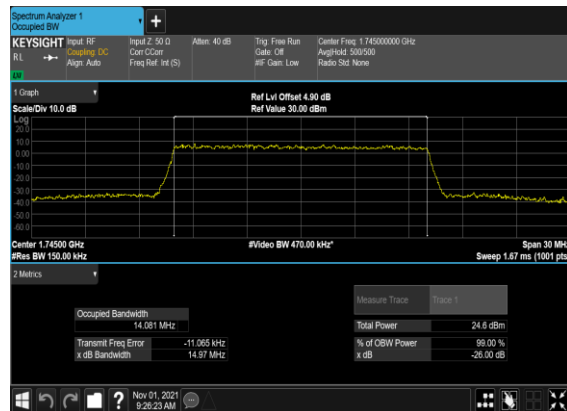 Spectrum Analyzer 1
Occupied BW
KEYSIGHT Input: RF Input Z: 50 Ω Atten: 40 dB Trig: Free Run Center Freq: 1.745000000 GHz
RL Coupling: DC Corr CCorr Gate: Off Avg|Hold: 500/500
Align: Auto Freq Ref: Int (S) #IF Gain: Low Radio Std: None
LW
1 Graph Ref Lvl Offset 4.90 dB
Scale/Div 10.0 dB Ref Value 30.00 dBm
Log
20.0
10.0
0.00
-10.0
-20.0
-30.0
-40.0
-50.0
-60.0
Center 1.74500 GHz #Video BW 470.00 kHz* Span 30 MHz
#Res BW 150.00 kHz Sweep 1.67 ms (1001 pts
2 Metrics
Measure Trace Trace 1
Occupied Bandwidth
14.081 MHz Total Power 24.6 dBm
Transmit Freq Error -11.065 kHz % of OBW Power 99.00 %
x dB Bandwidth 14.97 MHz x dB -26.00 dB
? Nov 01, 2021
9:26:23 AM